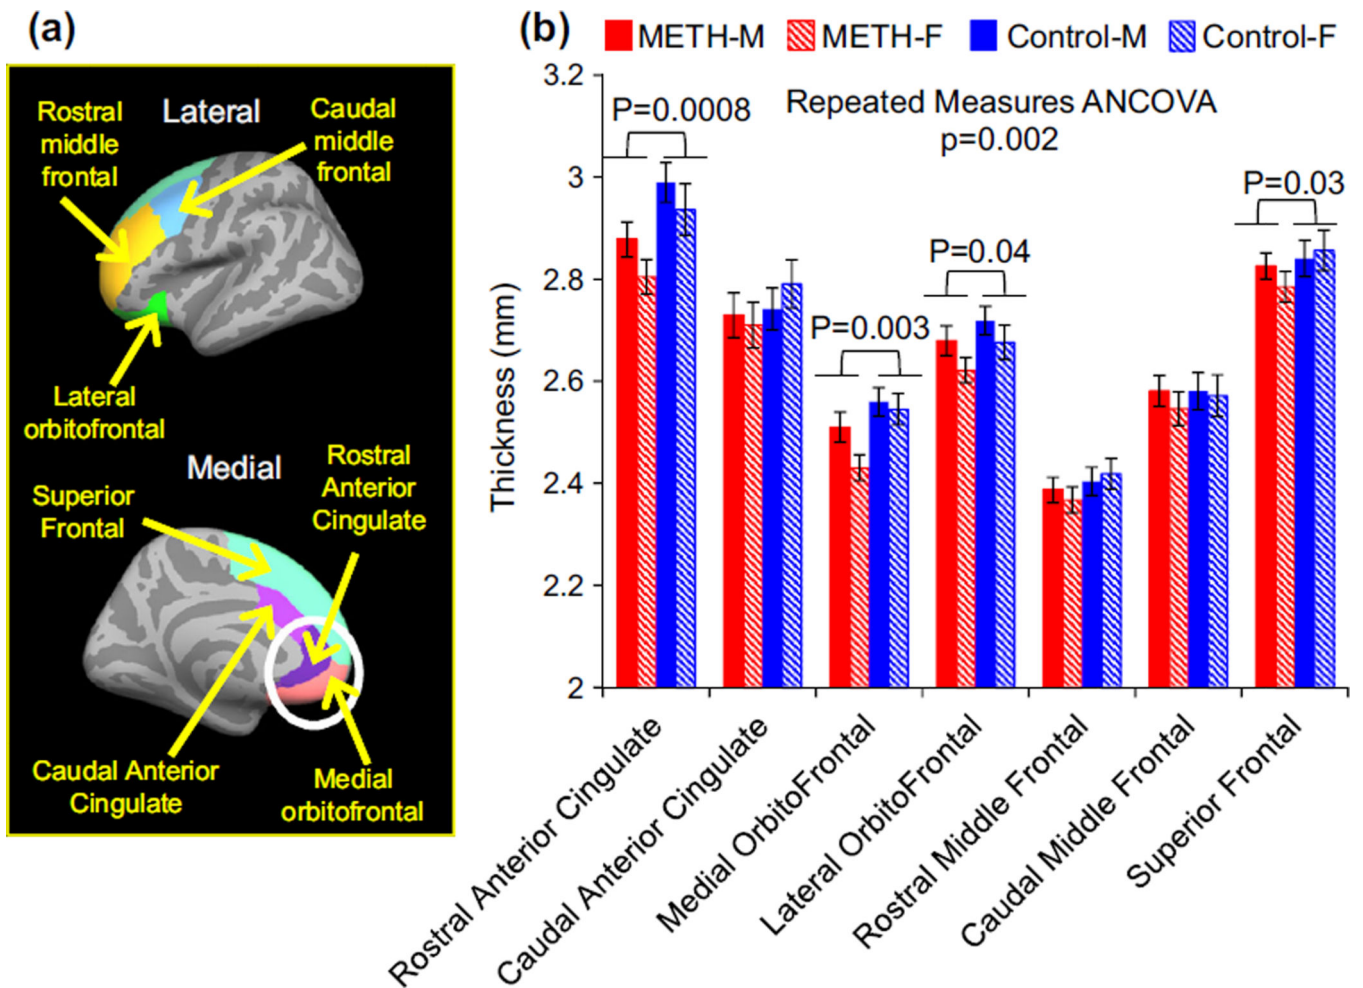 (a)
Lateral
Rostral
middle
frontal
Caudal
middle
frontal
Lateral
orbitofrontal
Medial
Superior
Frontal
Rostral
Anterior
Cingulate
Caudal Anterior
Cingulate
Medial
orbitofrontal
(b)
METH-M METH-F Control-M Control-F
Repeated Measures ANCOVA
p=0.002
P=0.0008
P=0.003
P=0.04
P=0.03
Thickness (mm)
3.2
3
2.8
2.6
2.4
2.2
2
Rostral Anterior Cingulate
Caudal Anterior Cingulate
Medial OrbitoFrontal
Lateral OrbitoFrontal
Rostral Middle Frontal
Caudal Middle Frontal
Superior Frontal